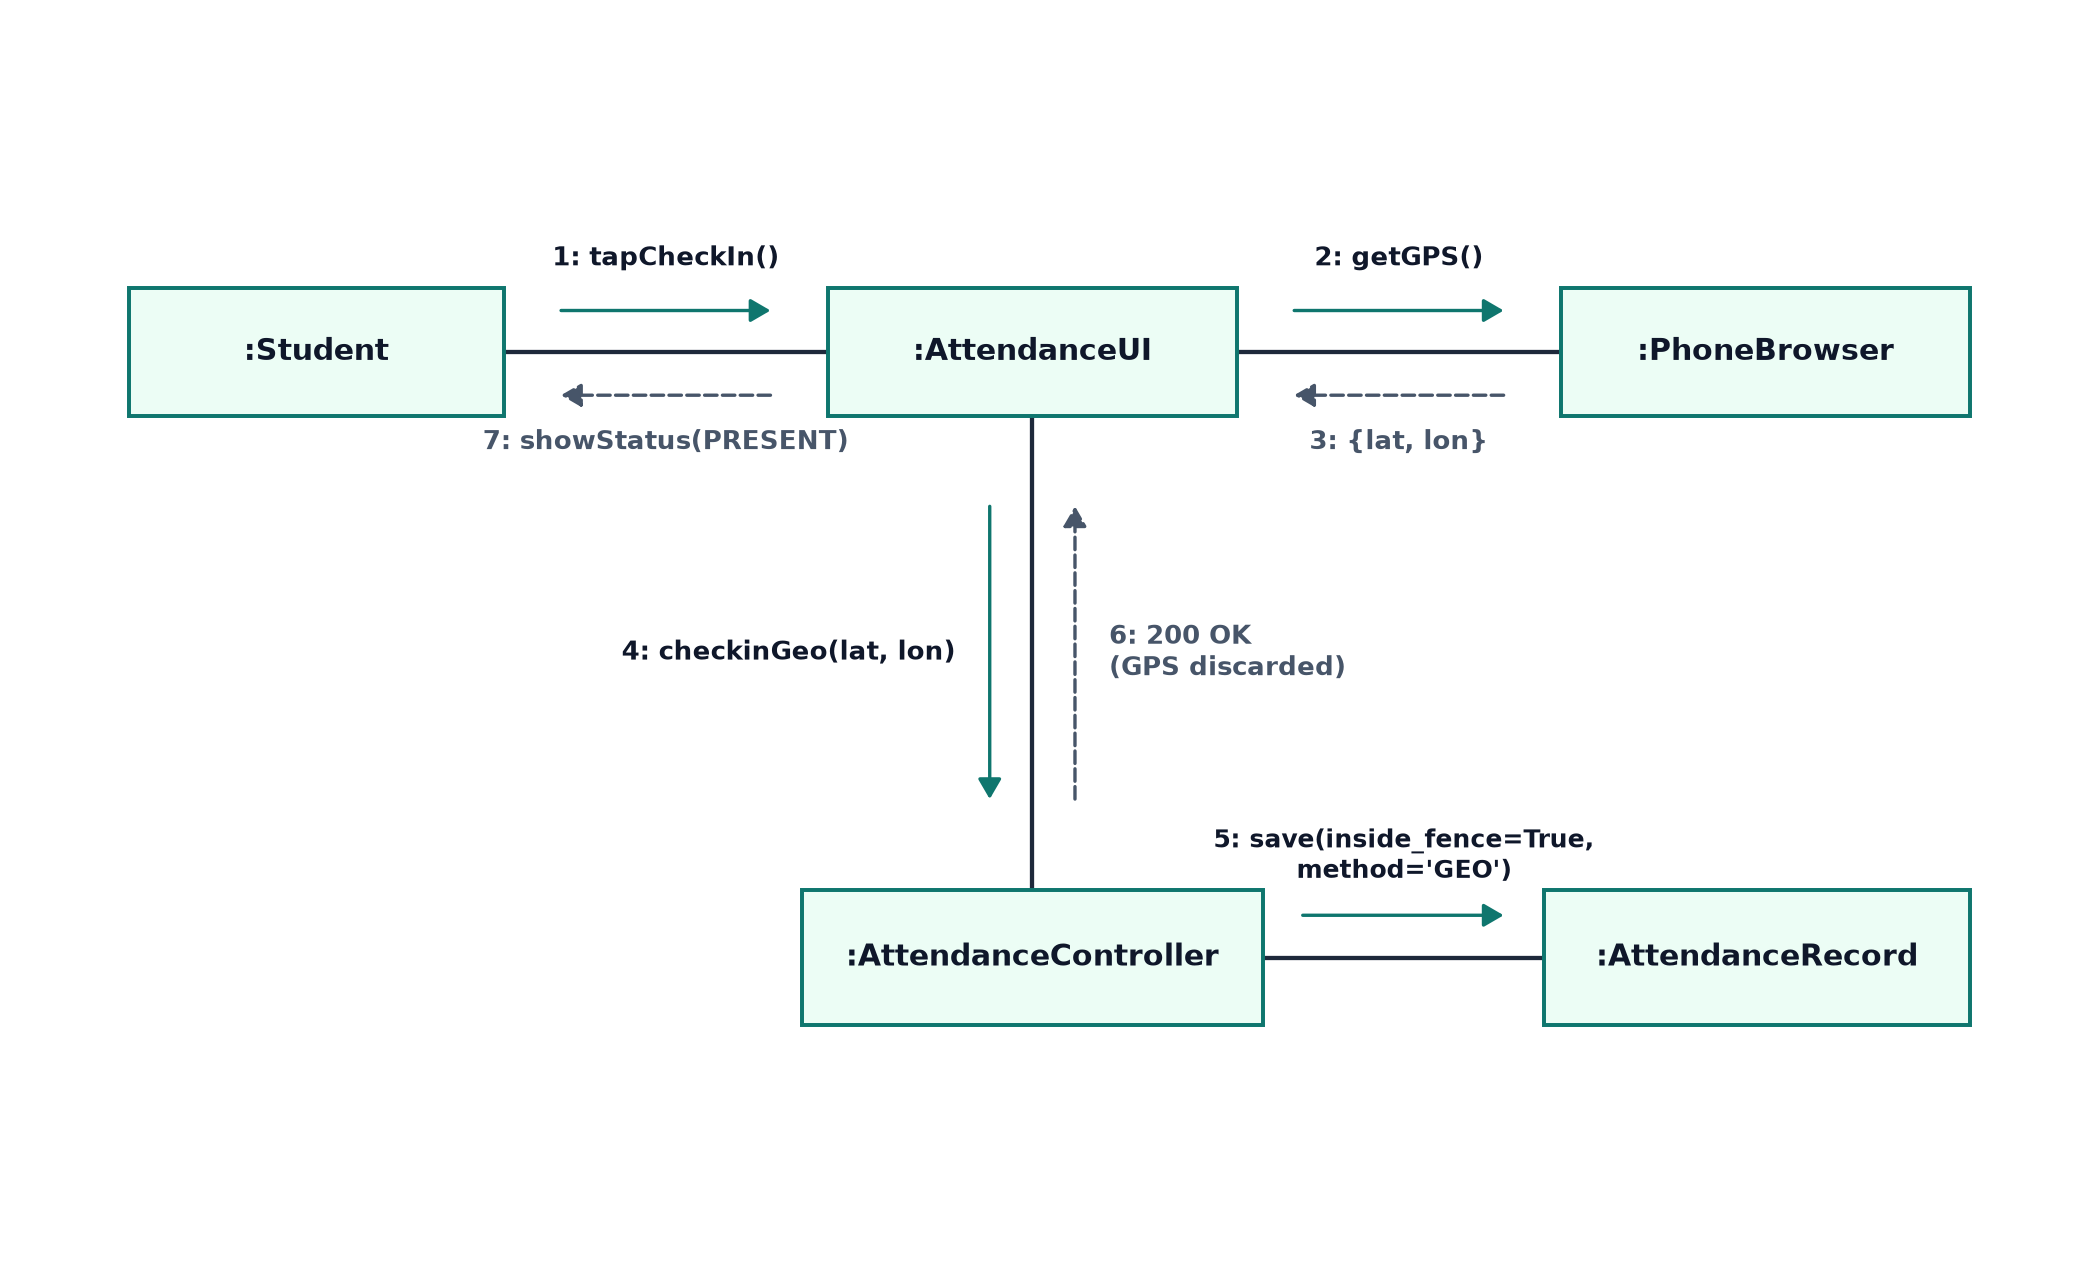 1: tapCheckIn()
2: getGPS()
:Student
:AttendanceUI
:PhoneBrowser
7: showStatus(PRESENT)
3: {lat, lon}
4: checkinGeo(lat, lon)
6: 200 OK
(GPS discarded)
5: save(inside_fence=True,
method='GEO')
:AttendanceController
:AttendanceRecord